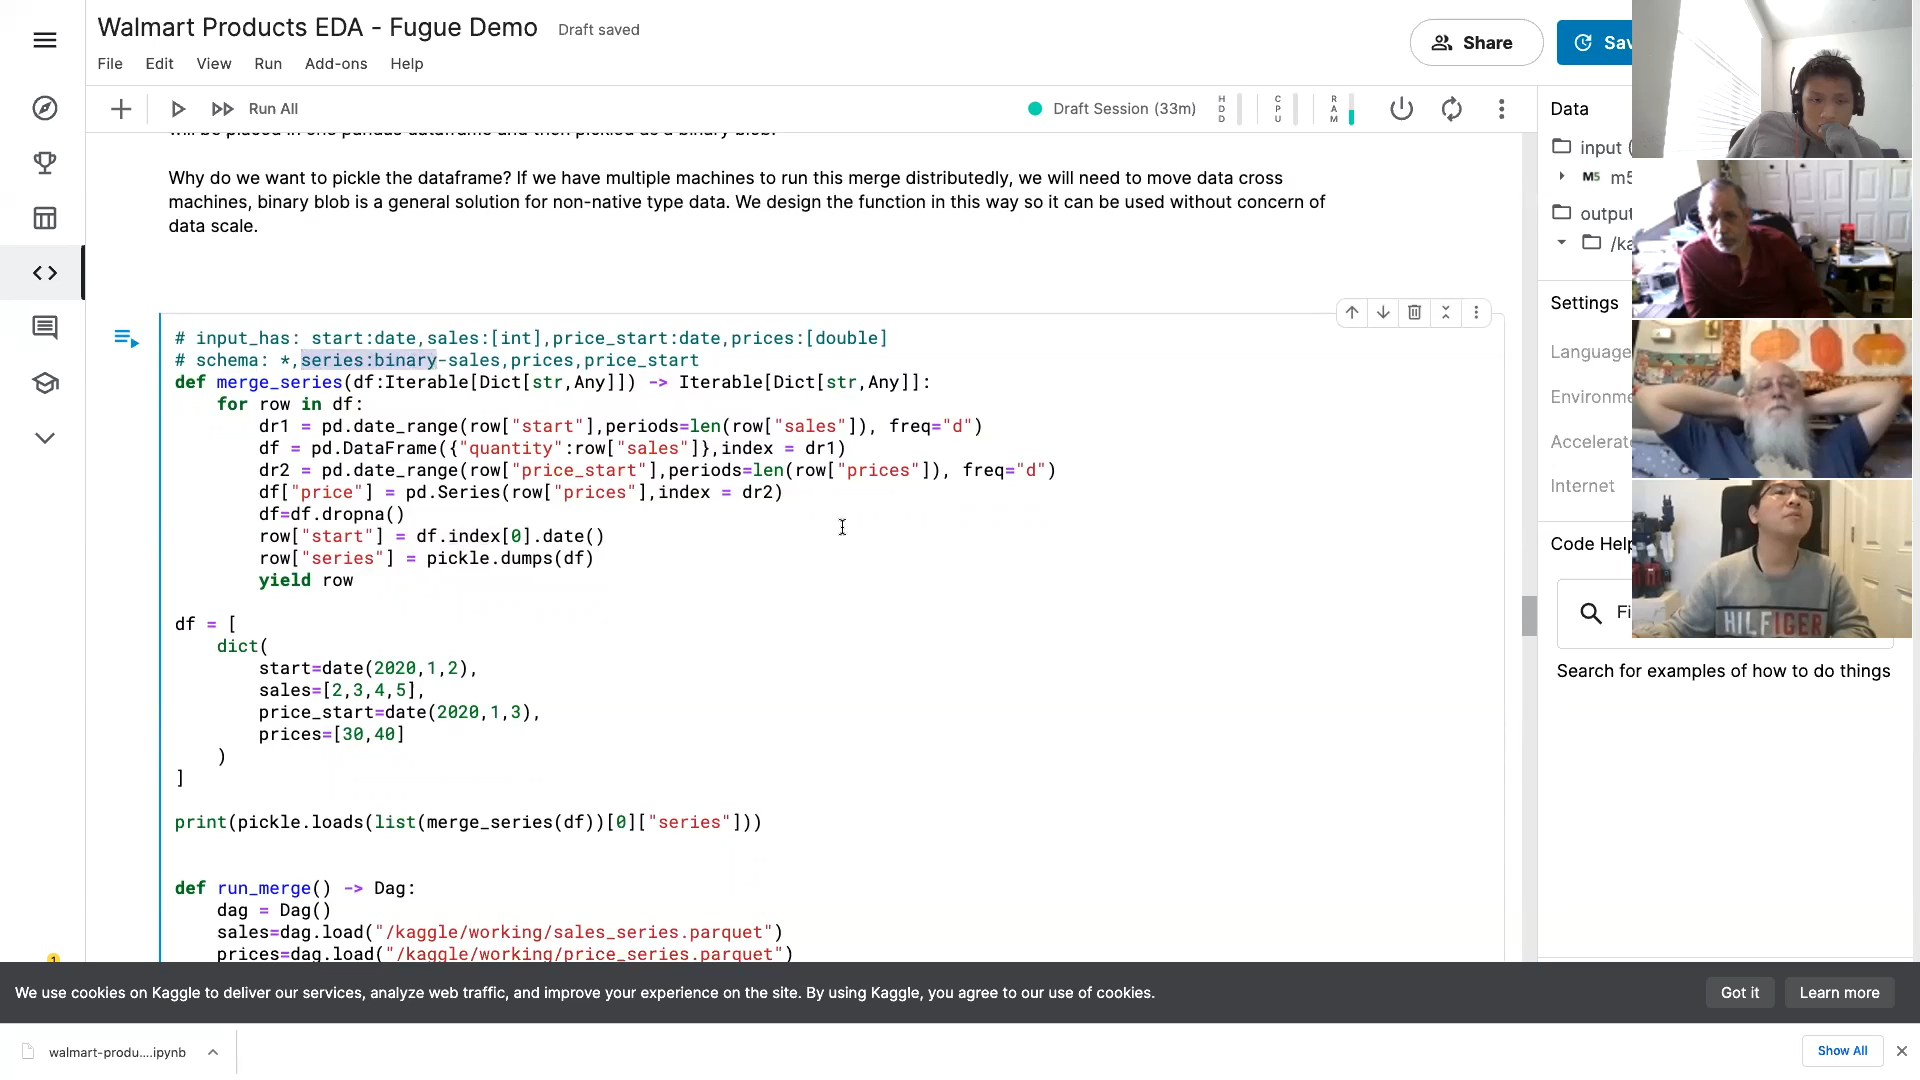 Walmart Products EDA - Fugue Demo
Draft saved
File Edit View Run Add-ons Help
Share
Sav
Run All
Draft Session (33m)
HDD
CPU
RAM
Why do we want to pickle the dataframe? If we have multiple machines to run this merge distributedly, we will need to move data cross
machines, binary blob is a general solution for non-native type data. We design the function in this way so it can be used without concern of
data scale.
# input_has: start:date,sales:[int],price_start:date,prices:[double]
# schema: *,series:binary-sales,prices,price_start
def merge_series(df:Iterable[Dict[str,Any]]) -> Iterable[Dict[str,Any]]:
for row in df:
dr1 = pd.date_range(row["start"],periods=len(row["sales"]), freq="d")
df = pd.DataFrame({"quantity":row["sales"]},index = dr1)
dr2 = pd.date_range(row["price_start"],periods=len(row["prices"]), freq="d")
df["price"] = pd.Series(row["prices"],index = dr2)
df=df.dropna()
row["start"] = df.index[0].date()
row["series"] = pickle.dumps(df)
yield row
df = [
dict(
start=date(2020,1,2),
sales=[2,3,4,5],
price_start=date(2020,1,3),
prices=[30,40]
)
]
print(pickle.loads(list(merge_series(df))[0]["series"]))
def run_merge() -> Dag:
dag = Dag()
sales=dag.load("/kaggle/working/sales_series.parquet")
prices=dag.load("/kaggle/working/price_series.parquet")
Data
input (
M5 m5
output
/ka
Settings
Language
Environme
Accelerat
Internet
Code Help
Fi
Search for examples of how to do things
HILFIGER
1
We use cookies on Kaggle to deliver our services, analyze web traffic, and improve your experience on the site. By using Kaggle, you agree to our use of cookies.
Got it
Learn more
walmart-produ....ipynb
Show All